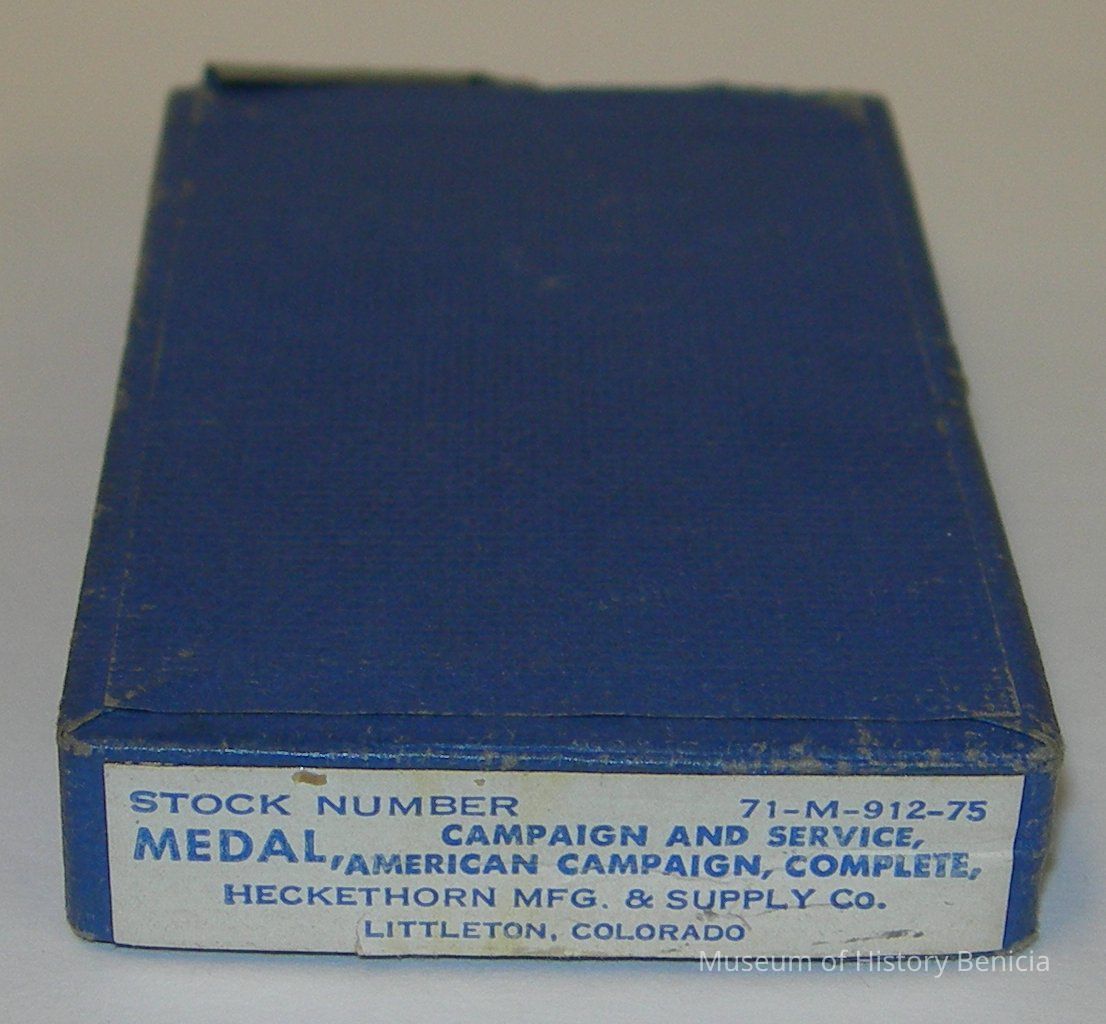 STOCK NUMBER 71-M-912-75
MEDAL, CAMPAIGN AND SERVICE,
AMERICAN CAMPAIGN, COMPLETE,
HECKETHORN MFG. & SUPPLY Co.
LITTLETON, COLORADO
Museum of History Benicia